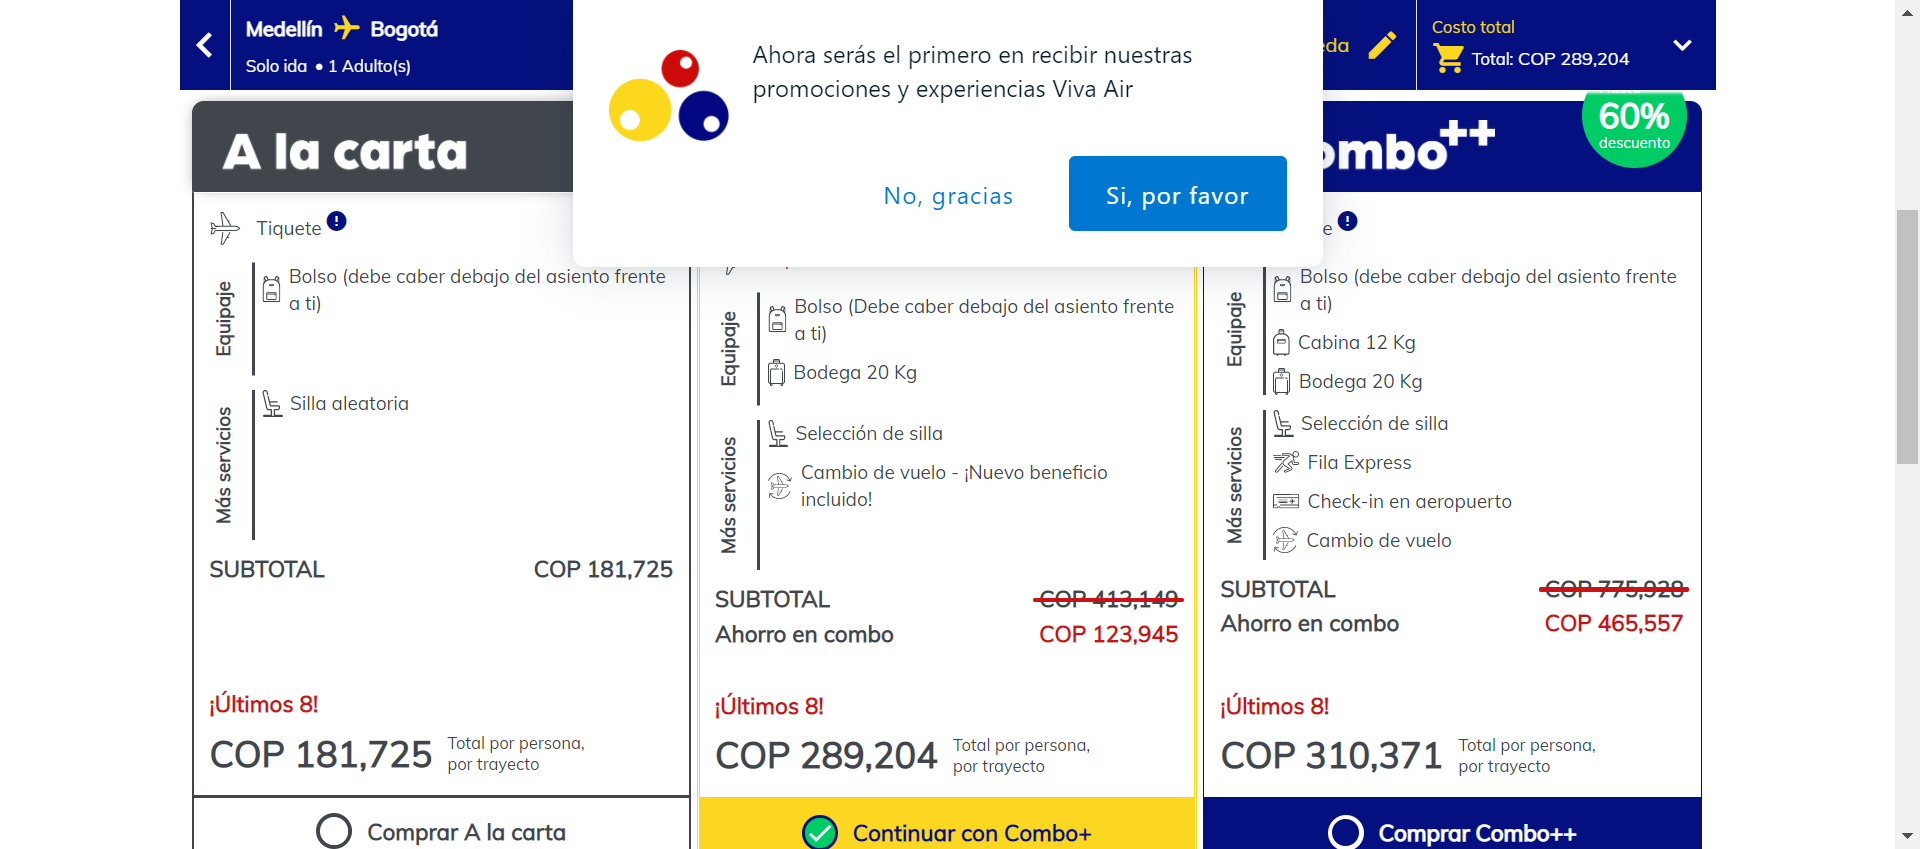 Medellín Bogotá
Solo ida • 1 Adulto(s)
Ahora serás el primero en recibir nuestras
promociones y experiencias Viva Air
No, gracias
Si, por favor
Costo total
Total: COP 289,204
A la carta
Tiquete
Equipaje
Bolso (debe caber debajo del asiento frente
a ti)
Más servicios
Silla aleatoria
SUBTOTAL COP 181,725
¡Últimos 8!
COP 181,725 Total por persona,
por trayecto
Comprar A la carta
Equipaje
Bolso (Debe caber debajo del asiento frente
a ti)
Bodega 20 Kg
Más servicios
Selección de silla
Cambio de vuelo - ¡Nuevo beneficio
incluido!
SUBTOTAL COP 413,149
Ahorro en combo COP 123,945
¡Últimos 8!
COP 289,204 Total por persona,
por trayecto
Continuar con Combo+
ombo++
60%
descuento
Equipaje
Bolso (debe caber debajo del asiento frente
a ti)
Cabina 12 Kg
Bodega 20 Kg
Más servicios
Selección de silla
Fila Express
Check-in en aeropuerto
Cambio de vuelo
SUBTOTAL COP 775,928
Ahorro en combo COP 465,557
¡Últimos 8!
COP 310,371 Total por persona,
por trayecto
Comprar Combo++